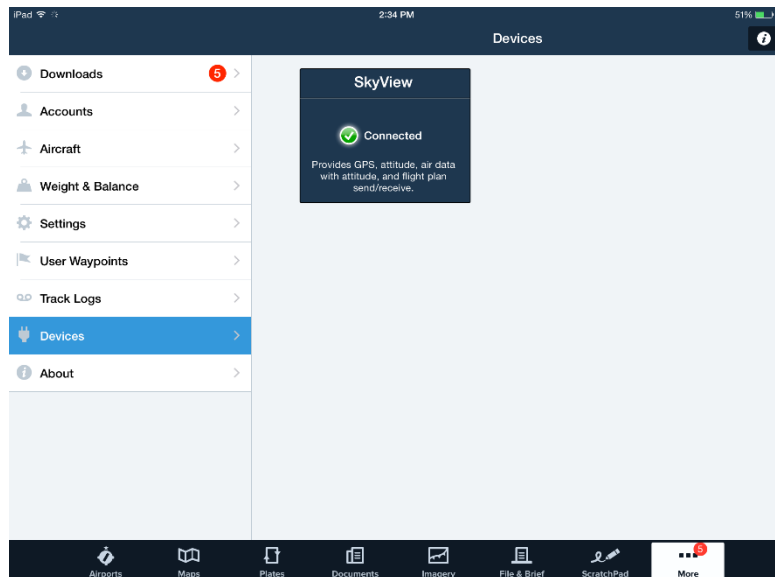 iPad 2:34 PM 51%
Devices
Downloads 5
Accounts
Aircraft
Weight & Balance
Settings
User Waypoints
Track Logs
Devices
About
SkyView
Connected
Provides GPS, attitude, air data
with attitude, and flight plan
send/receive.
5
Airports Maps Plates Documents Imagery File & Brief ScratchPad More